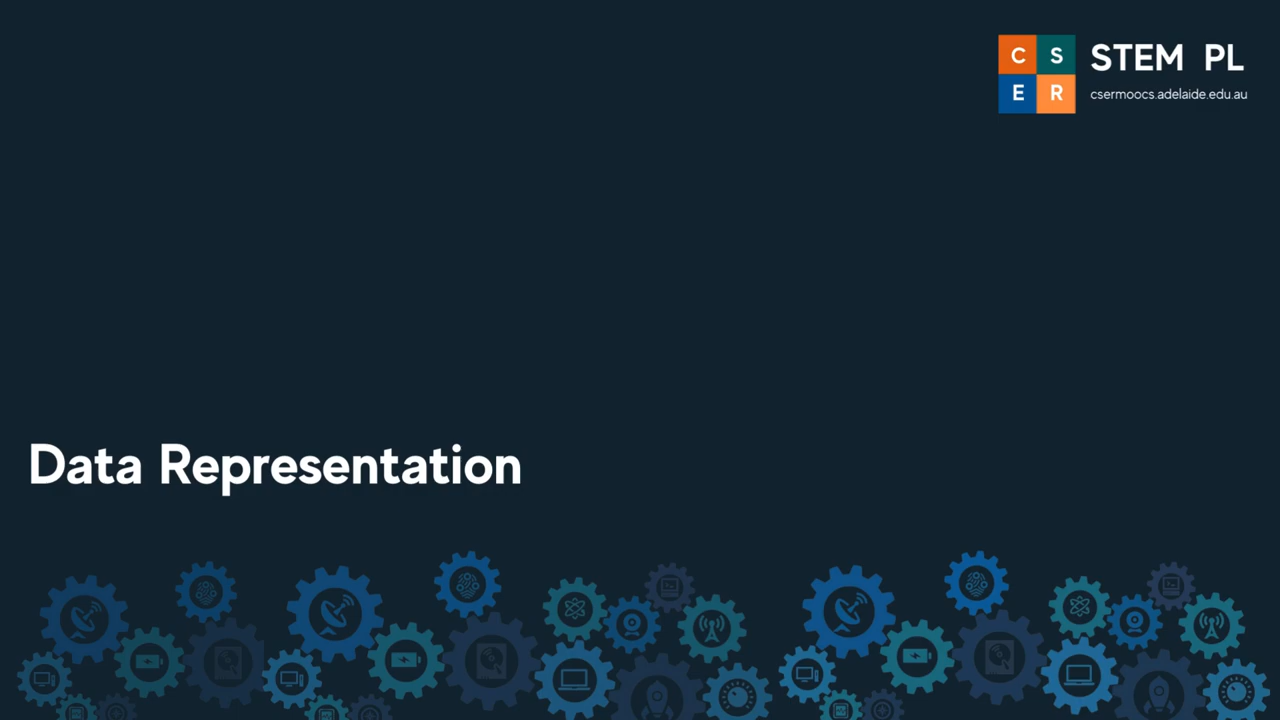 C S
E R
STEM PL
csermoocs.adelaide.edu.au
Data Representation